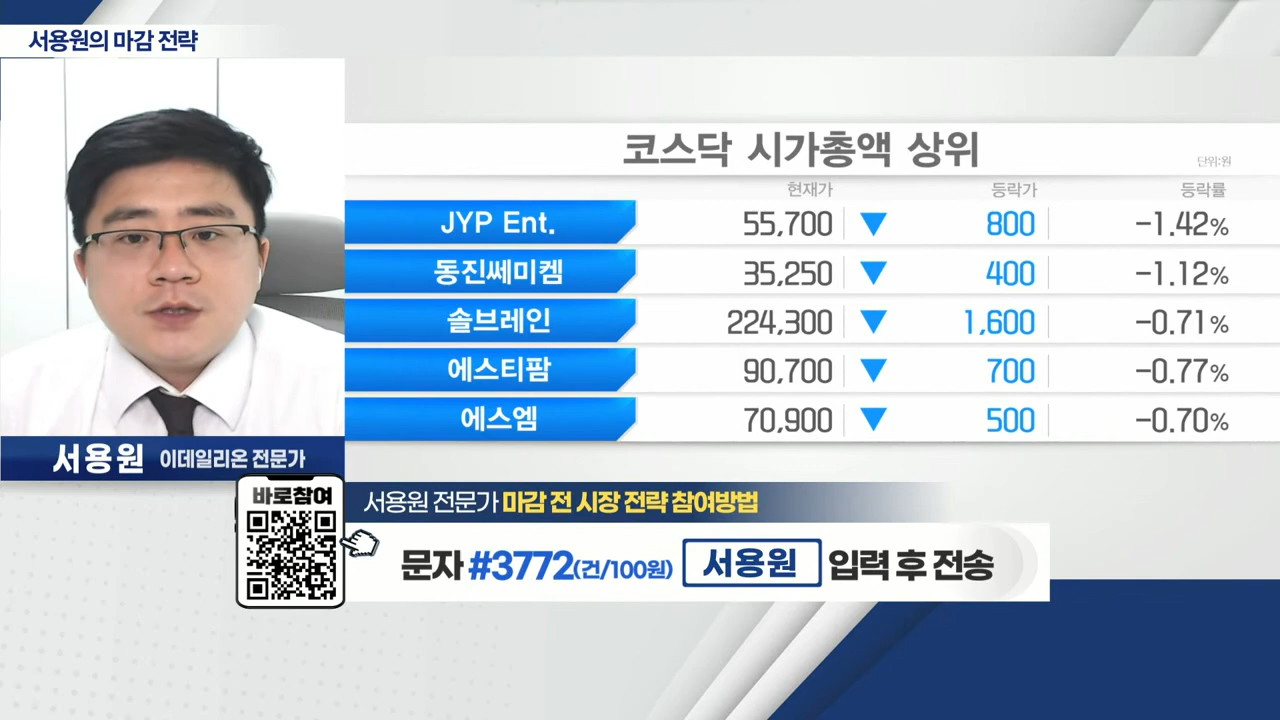 서용원의 마감 전략
코스닥 시가총액 상위
단위:원
현재가 등락가 등락률
JYP Ent. 55,700 ▼ 800 -1.42%
동진쎄미켐 35,250 ▼ 400 -1.12%
솔브레인 224,300 ▼ 1,600 -0.71%
에스티팜 90,700 ▼ 700 -0.77%
에스엠 70,900 ▼ 500 -0.70%
서용원 이데일리온 전문가
바로참여
서용원 전문가 마감 전 시장 전략 참여방법
문자 #3772(건/100원) 서용원 입력 후 전송